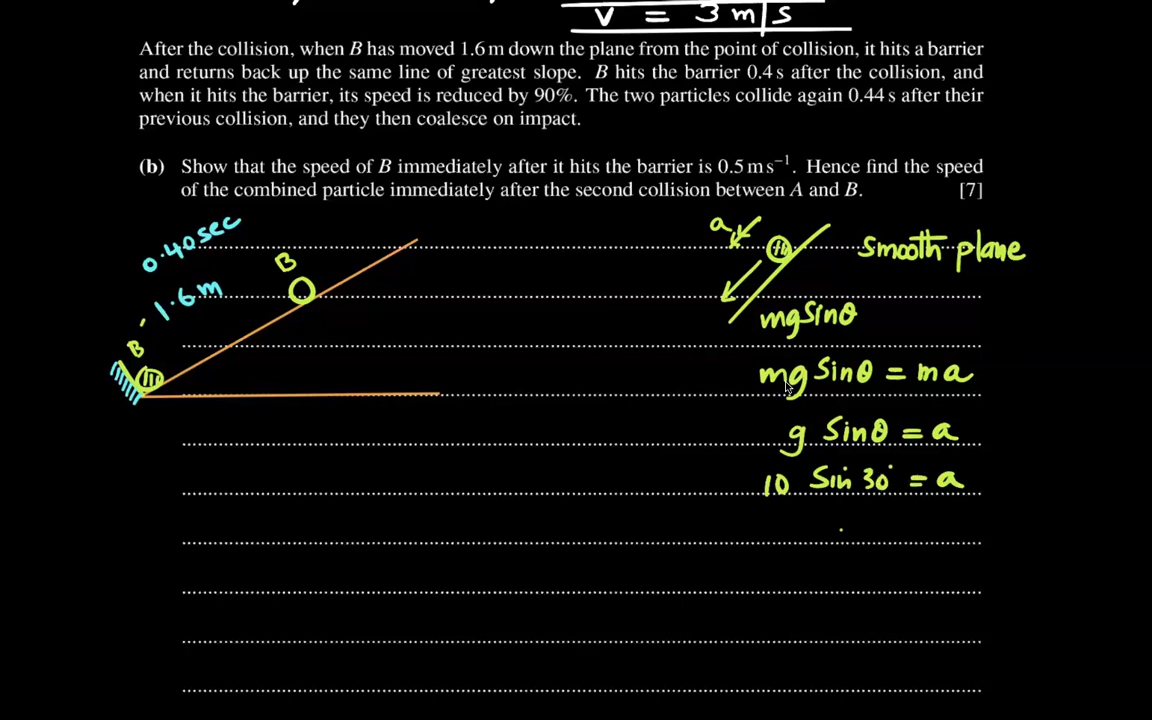 V = 3 m/s
After the collision, when B has moved 1.6 m down the plane from the point of collision, it hits a barrier
and returns back up the same line of greatest slope. B hits the barrier 0.4 s after the collision, and
when it hits the barrier, its speed is reduced by 90%. The two particles collide again 0.44 s after their
previous collision, and they then coalesce on impact.
(b) Show that the speed of B immediately after it hits the barrier is 0.5 m s⁻¹. Hence find the speed
of the combined particle immediately after the second collision between A and B. [7]
0.40sec
B
1.6m
B
a
smooth plane
mgsinθ
mg sinθ = ma
g sinθ = a
10 sin 30° = a